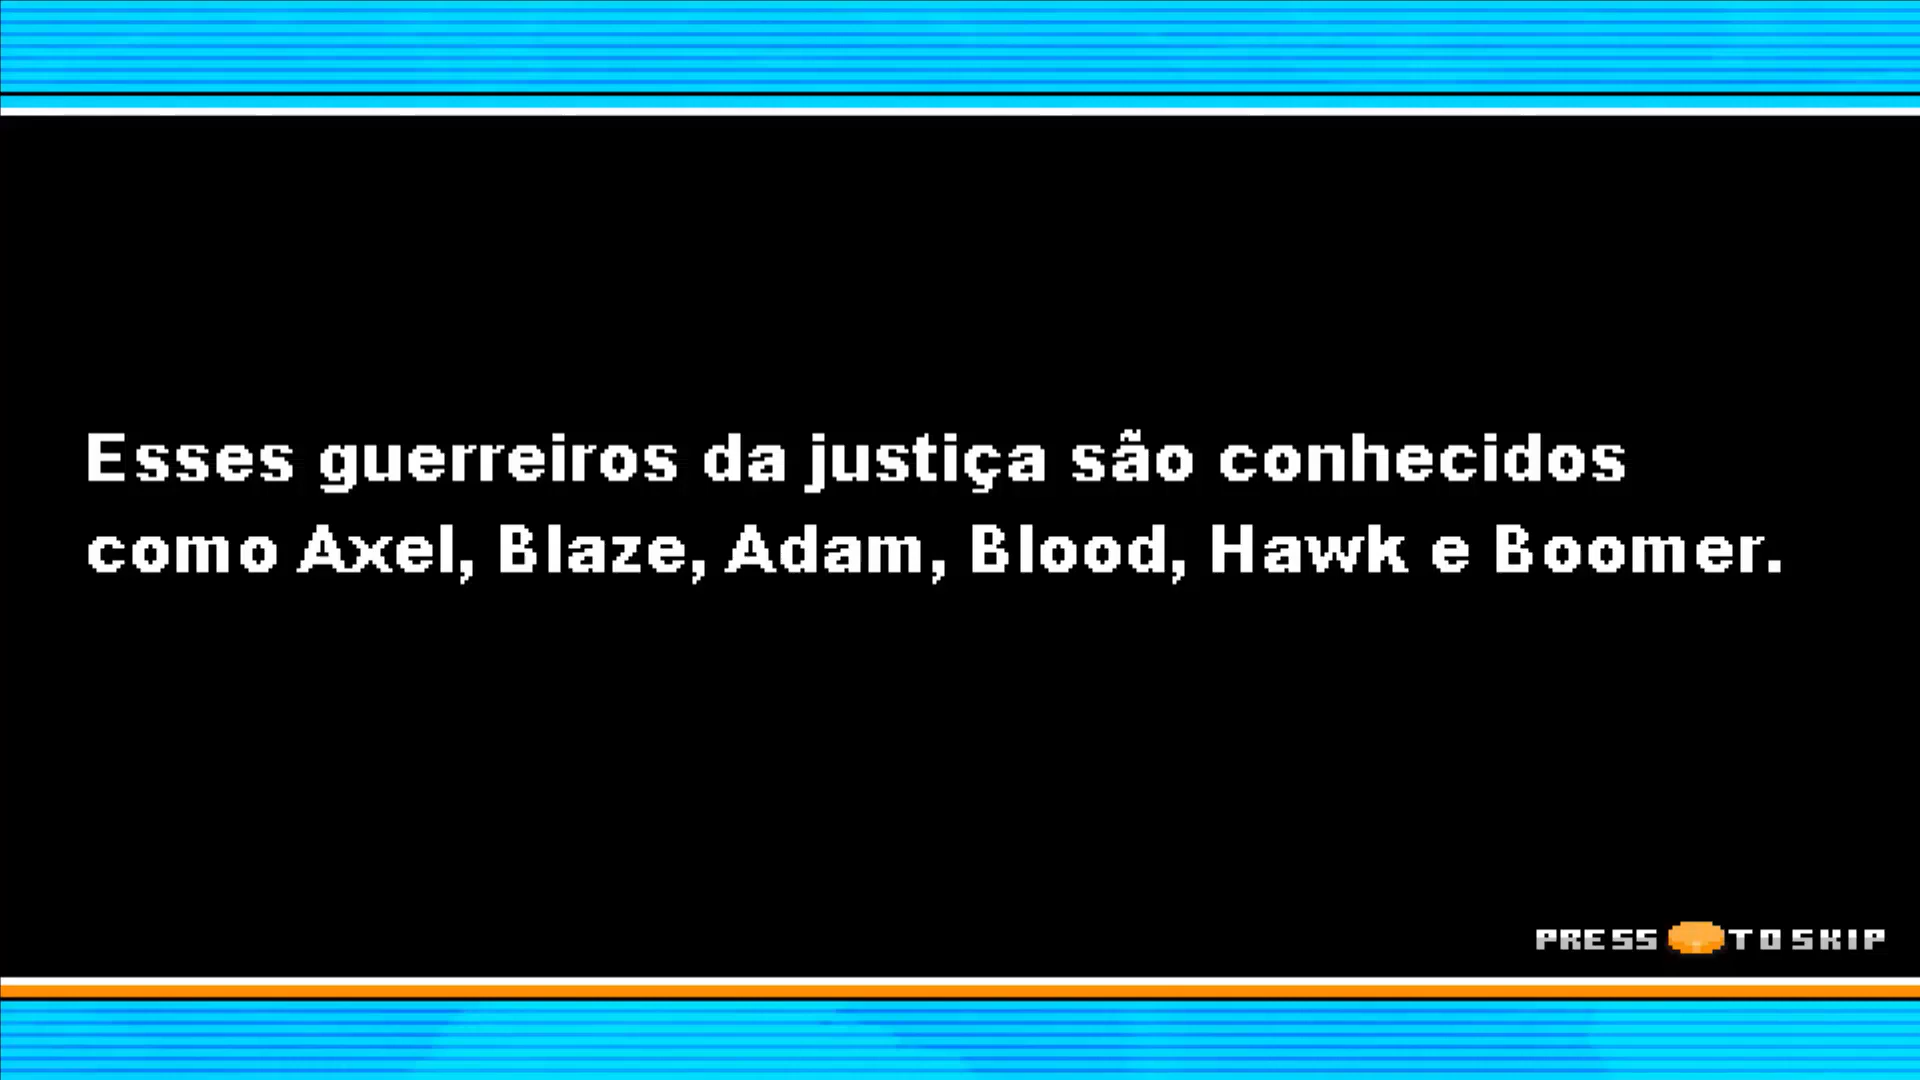 Esses guerreiros da justiça são conhecidos
como Axel, Blaze, Adam, Blood, Hawk e Boomer.
PRESS TO SKIP